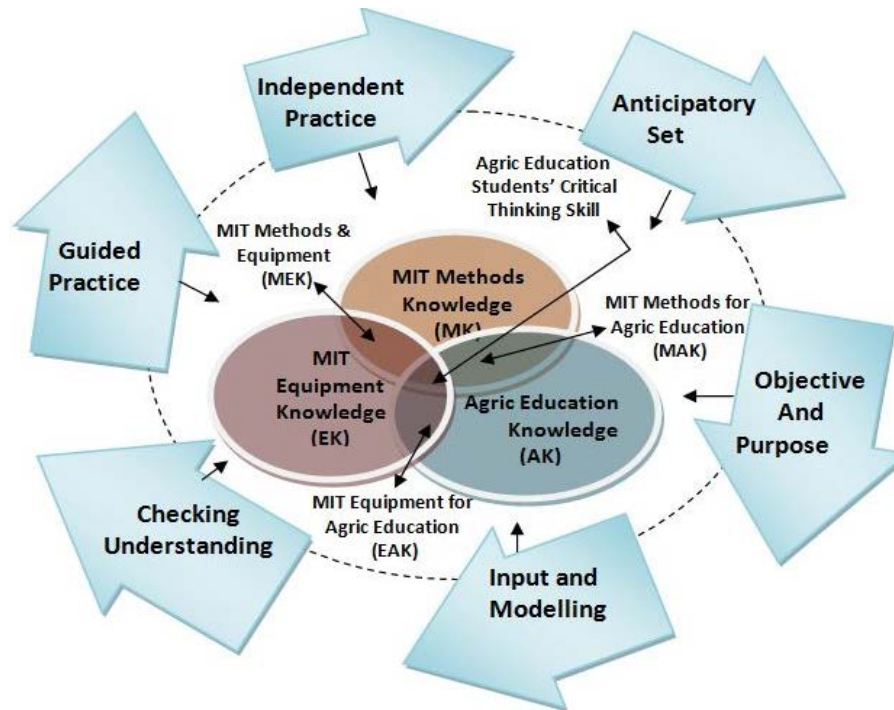 Independent
Practice
Anticipatory
Set
Agric Education
Students' Critical
Thinking Skill
Guided
Practice
MIT Methods &
Equipment
(MEK)
MIT Methods
Knowledge
(MK)
MIT Methods for
Agric Education
(MAK)
MIT
Equipment
Knowledge
(EK)
Agric Education
Knowledge
(AK)
Objective
And
Purpose
MIT Equipment for
Agric Education
(EAK)
Checking
Understanding
Input and
Modelling